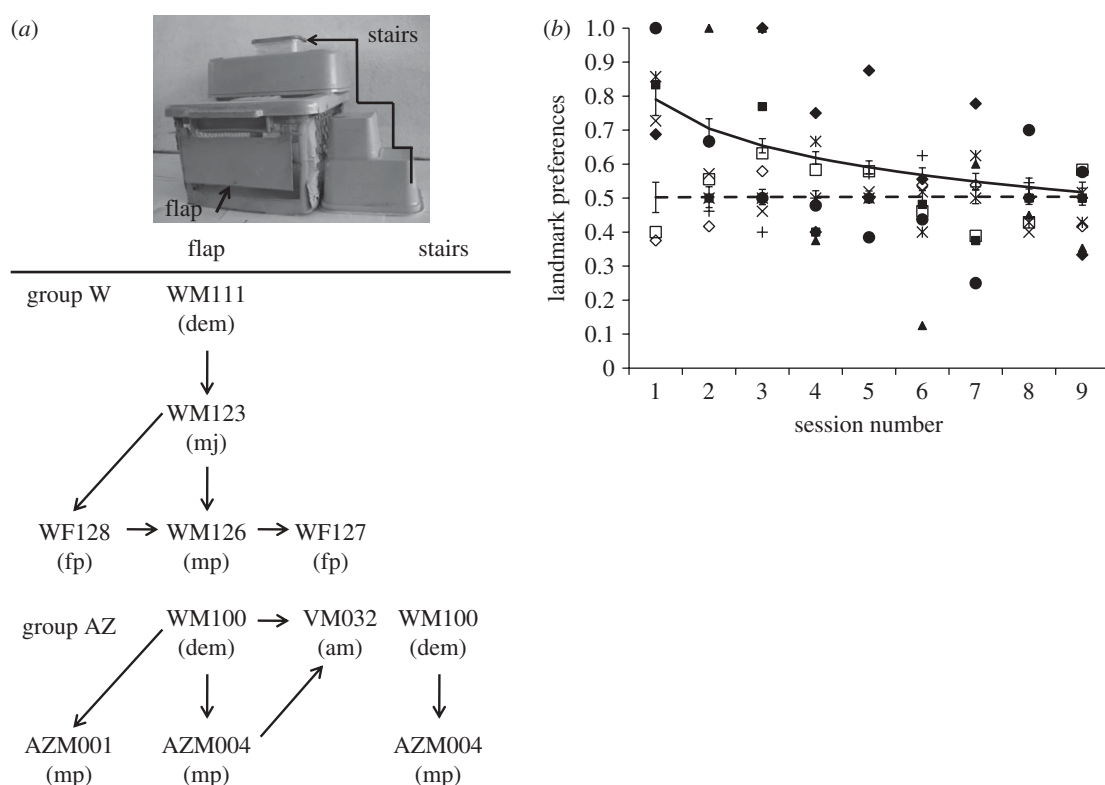 (a)
stairs
flap
flap stairs
group W WM111
(dem)
WM123
(mj)
WF128 WM126 WF127
(fp) (mp) (fp)
group AZ WM100 VM032 WM100
(dem) (am) (dem)
AZM001 AZM004 AZM004
(mp) (mp) (mp)
(b)
landmark preferences
1.0
0.9
0.8
0.7
0.6
0.5
0.4
0.3
0.2
0.1
0
1 2 3 4 5 6 7 8 9
session number